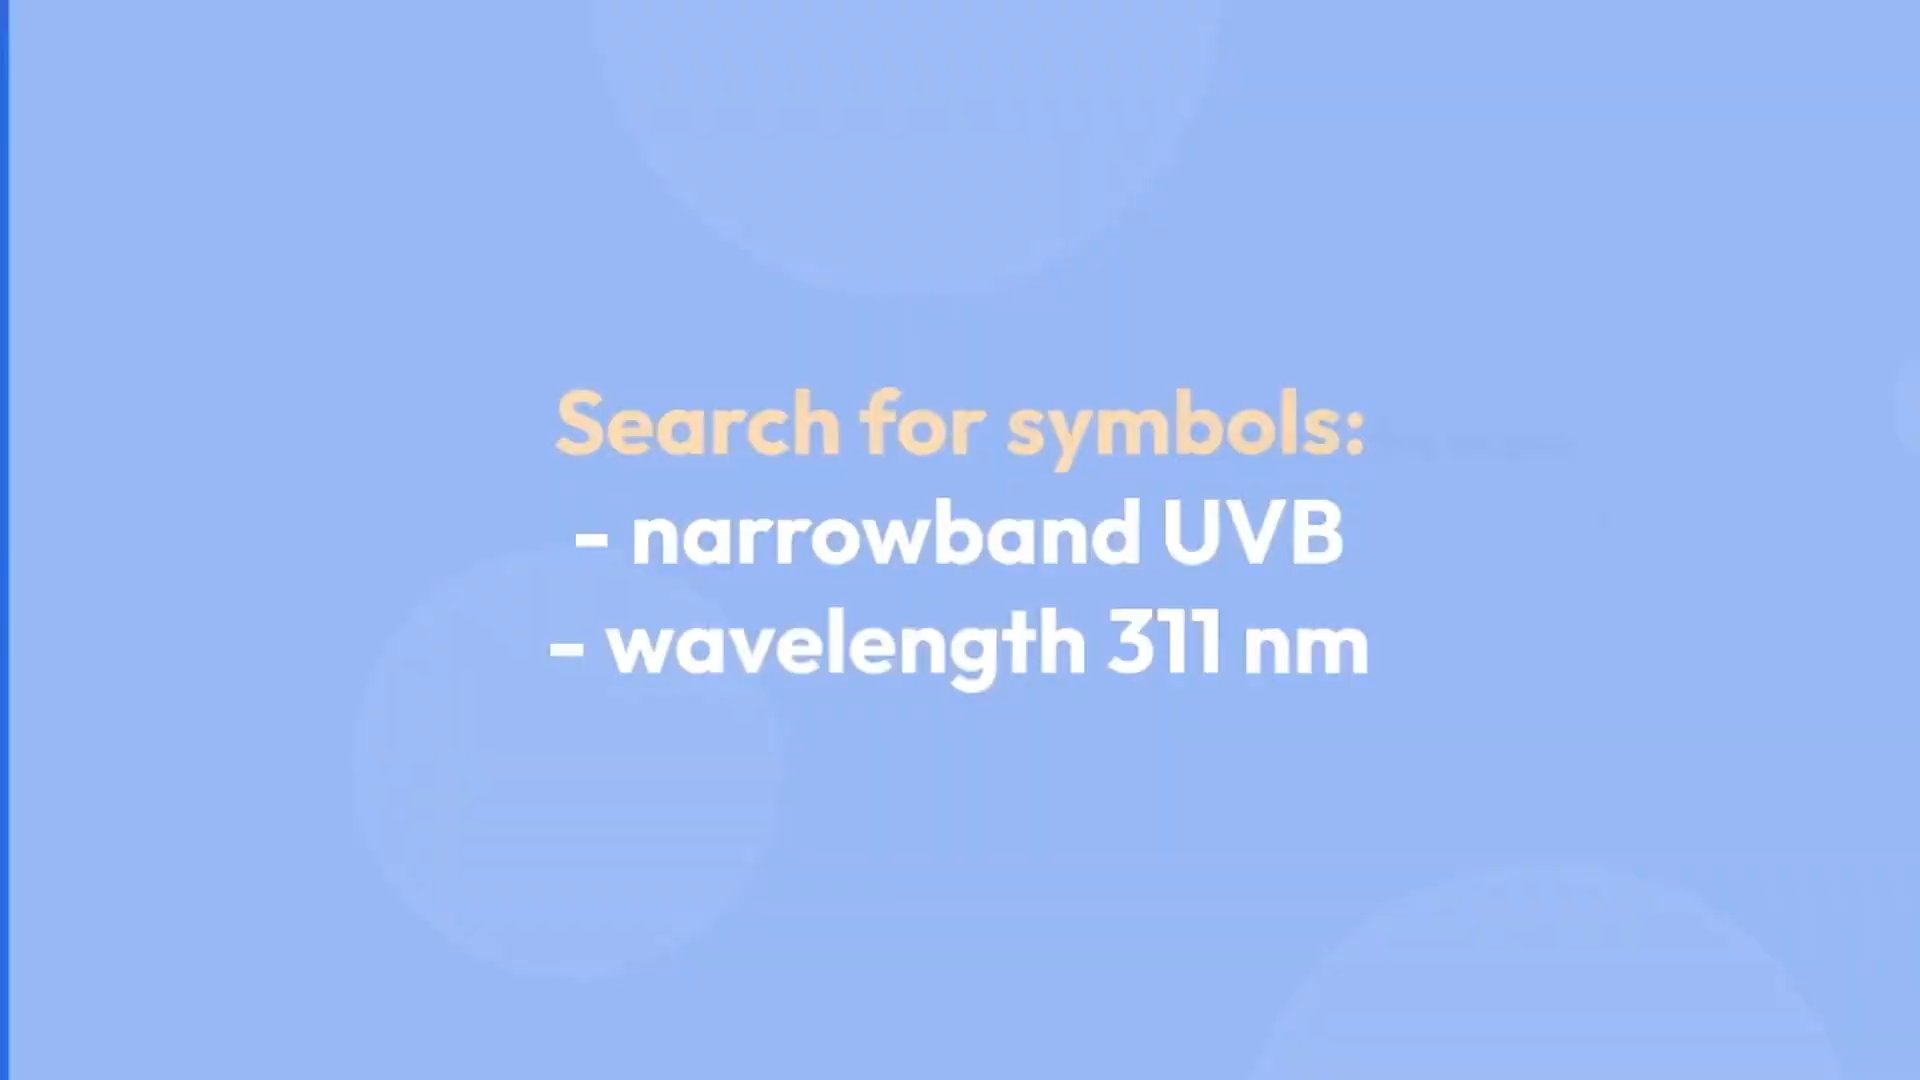 Search for symbols:
- narrowband UVB
- wavelength 311 nm